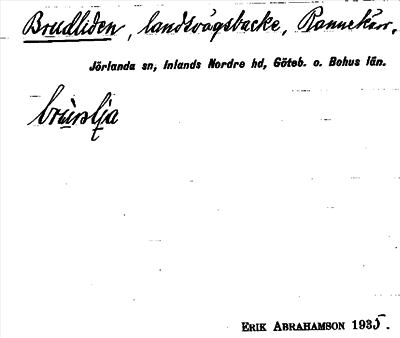 Brudliden, landsvägsbacke, Rannekärr.
Jörlanda sn, Inlands Nordre hd, Göteb. o. Bohus län.
ERIK ABRAHAMSON 1935.